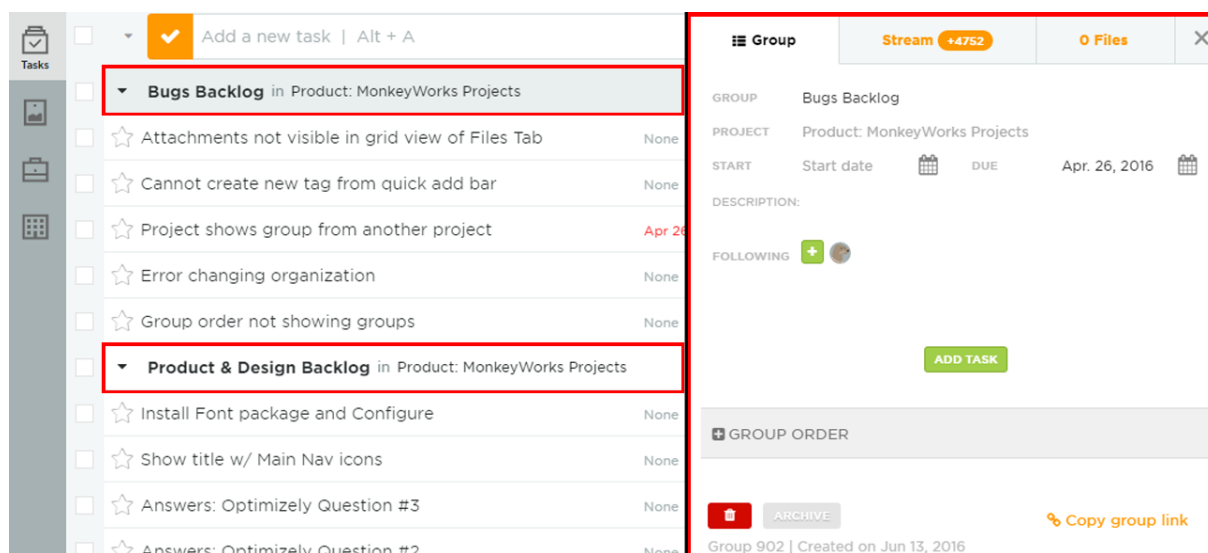 Tasks
Add a new task | Alt + A
Bugs Backlog in Product: MonkeyWorks Projects
Attachments not visible in grid view of Files Tab None
Cannot create new tag from quick add bar None
Project shows group from another project Apr 26
Error changing organization None
Group order not showing groups None
Product & Design Backlog in Product: MonkeyWorks Projects
Install Font package and Configure None
Show title w/ Main Nav icons None
Answers: Optimizely Question #3 None
Answers: Optimizely Question #2 None
Group Stream +4752 0 Files
GROUP Bugs Backlog
PROJECT Product: MonkeyWorks Projects
START Start date DUE Apr. 26, 2016
DESCRIPTION:
FOLLOWING
ADD TASK
GROUP ORDER
ARCHIVE Copy group link
Group 902 | Created on Jun 13, 2016